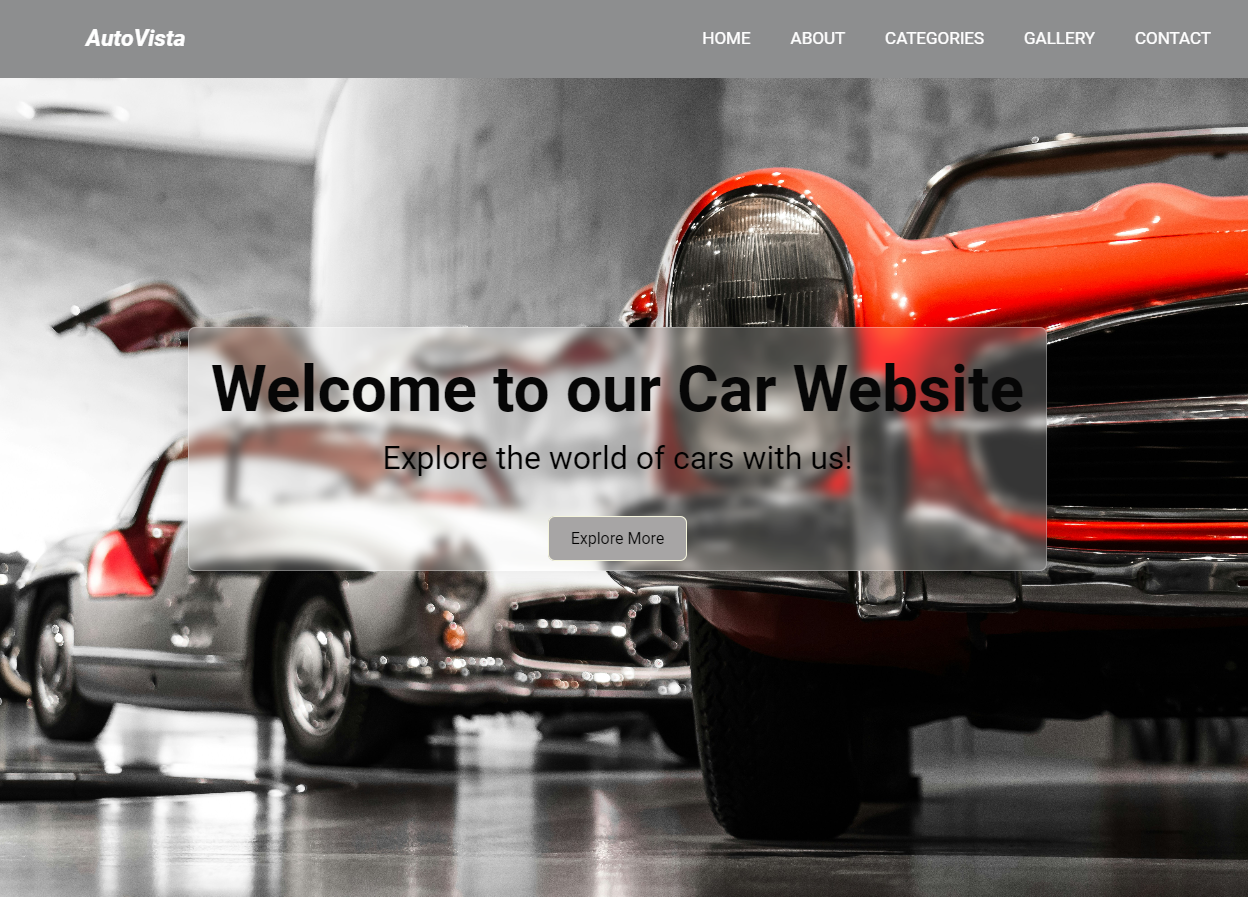 AutoVista
HOME ABOUT CATEGORIES GALLERY CONTACT
Welcome to our Car Website
Explore the world of cars with us!
Explore More